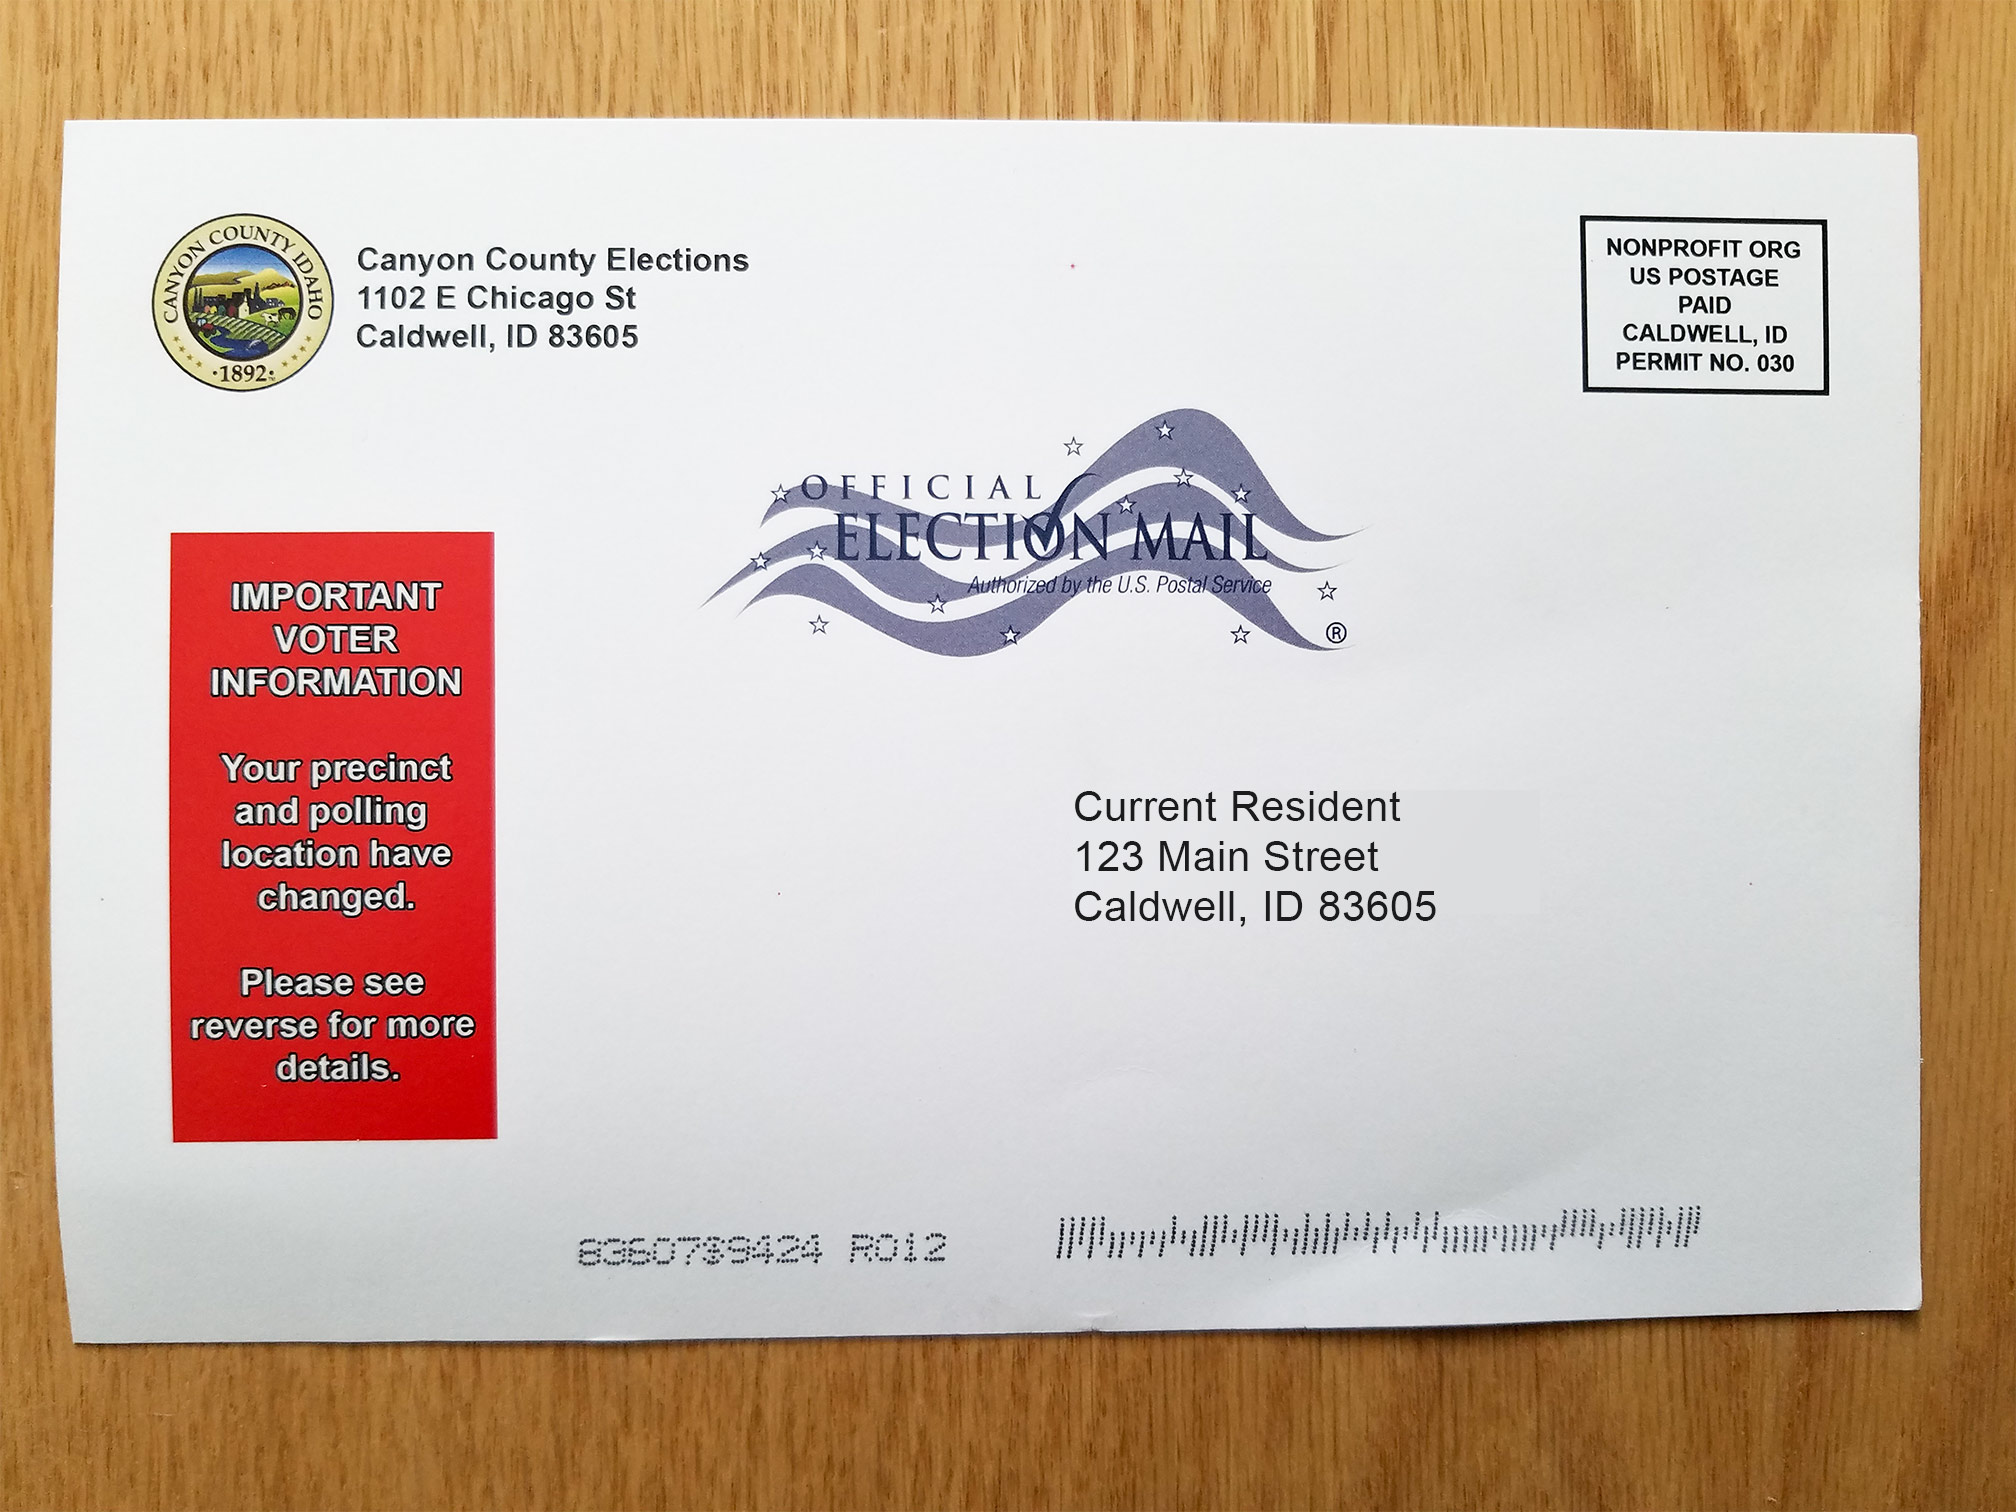 CANYON COUNTY IDAHO
·1892·
Canyon County Elections
1102 E Chicago St
Caldwell, ID 83605
NONPROFIT ORG
US POSTAGE
PAID
CALDWELL, ID
PERMIT NO. 030
OFFICIAL
ELECTION MAIL
Authorized by the U.S. Postal Service
®
IMPORTANT
VOTER
INFORMATION
Your precinct
and polling
location have
changed.
Please see
reverse for more
details.
Current Resident
123 Main Street
Caldwell, ID 83605
R012